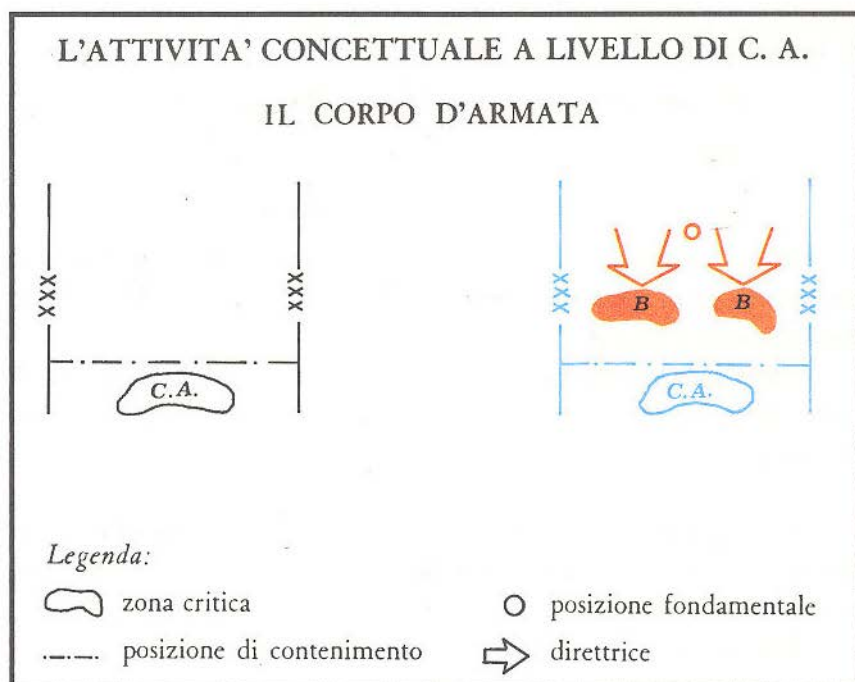 L'ATTIVITA' CONCETTUALE A LIVELLO DI C. A.
IL CORPO D'ARMATA
XXX
XXX
XXX
XXX
B
B
C.A.
C.A.
Legenda:
zona critica
posizione fondamentale
posizione di contenimento
direttrice